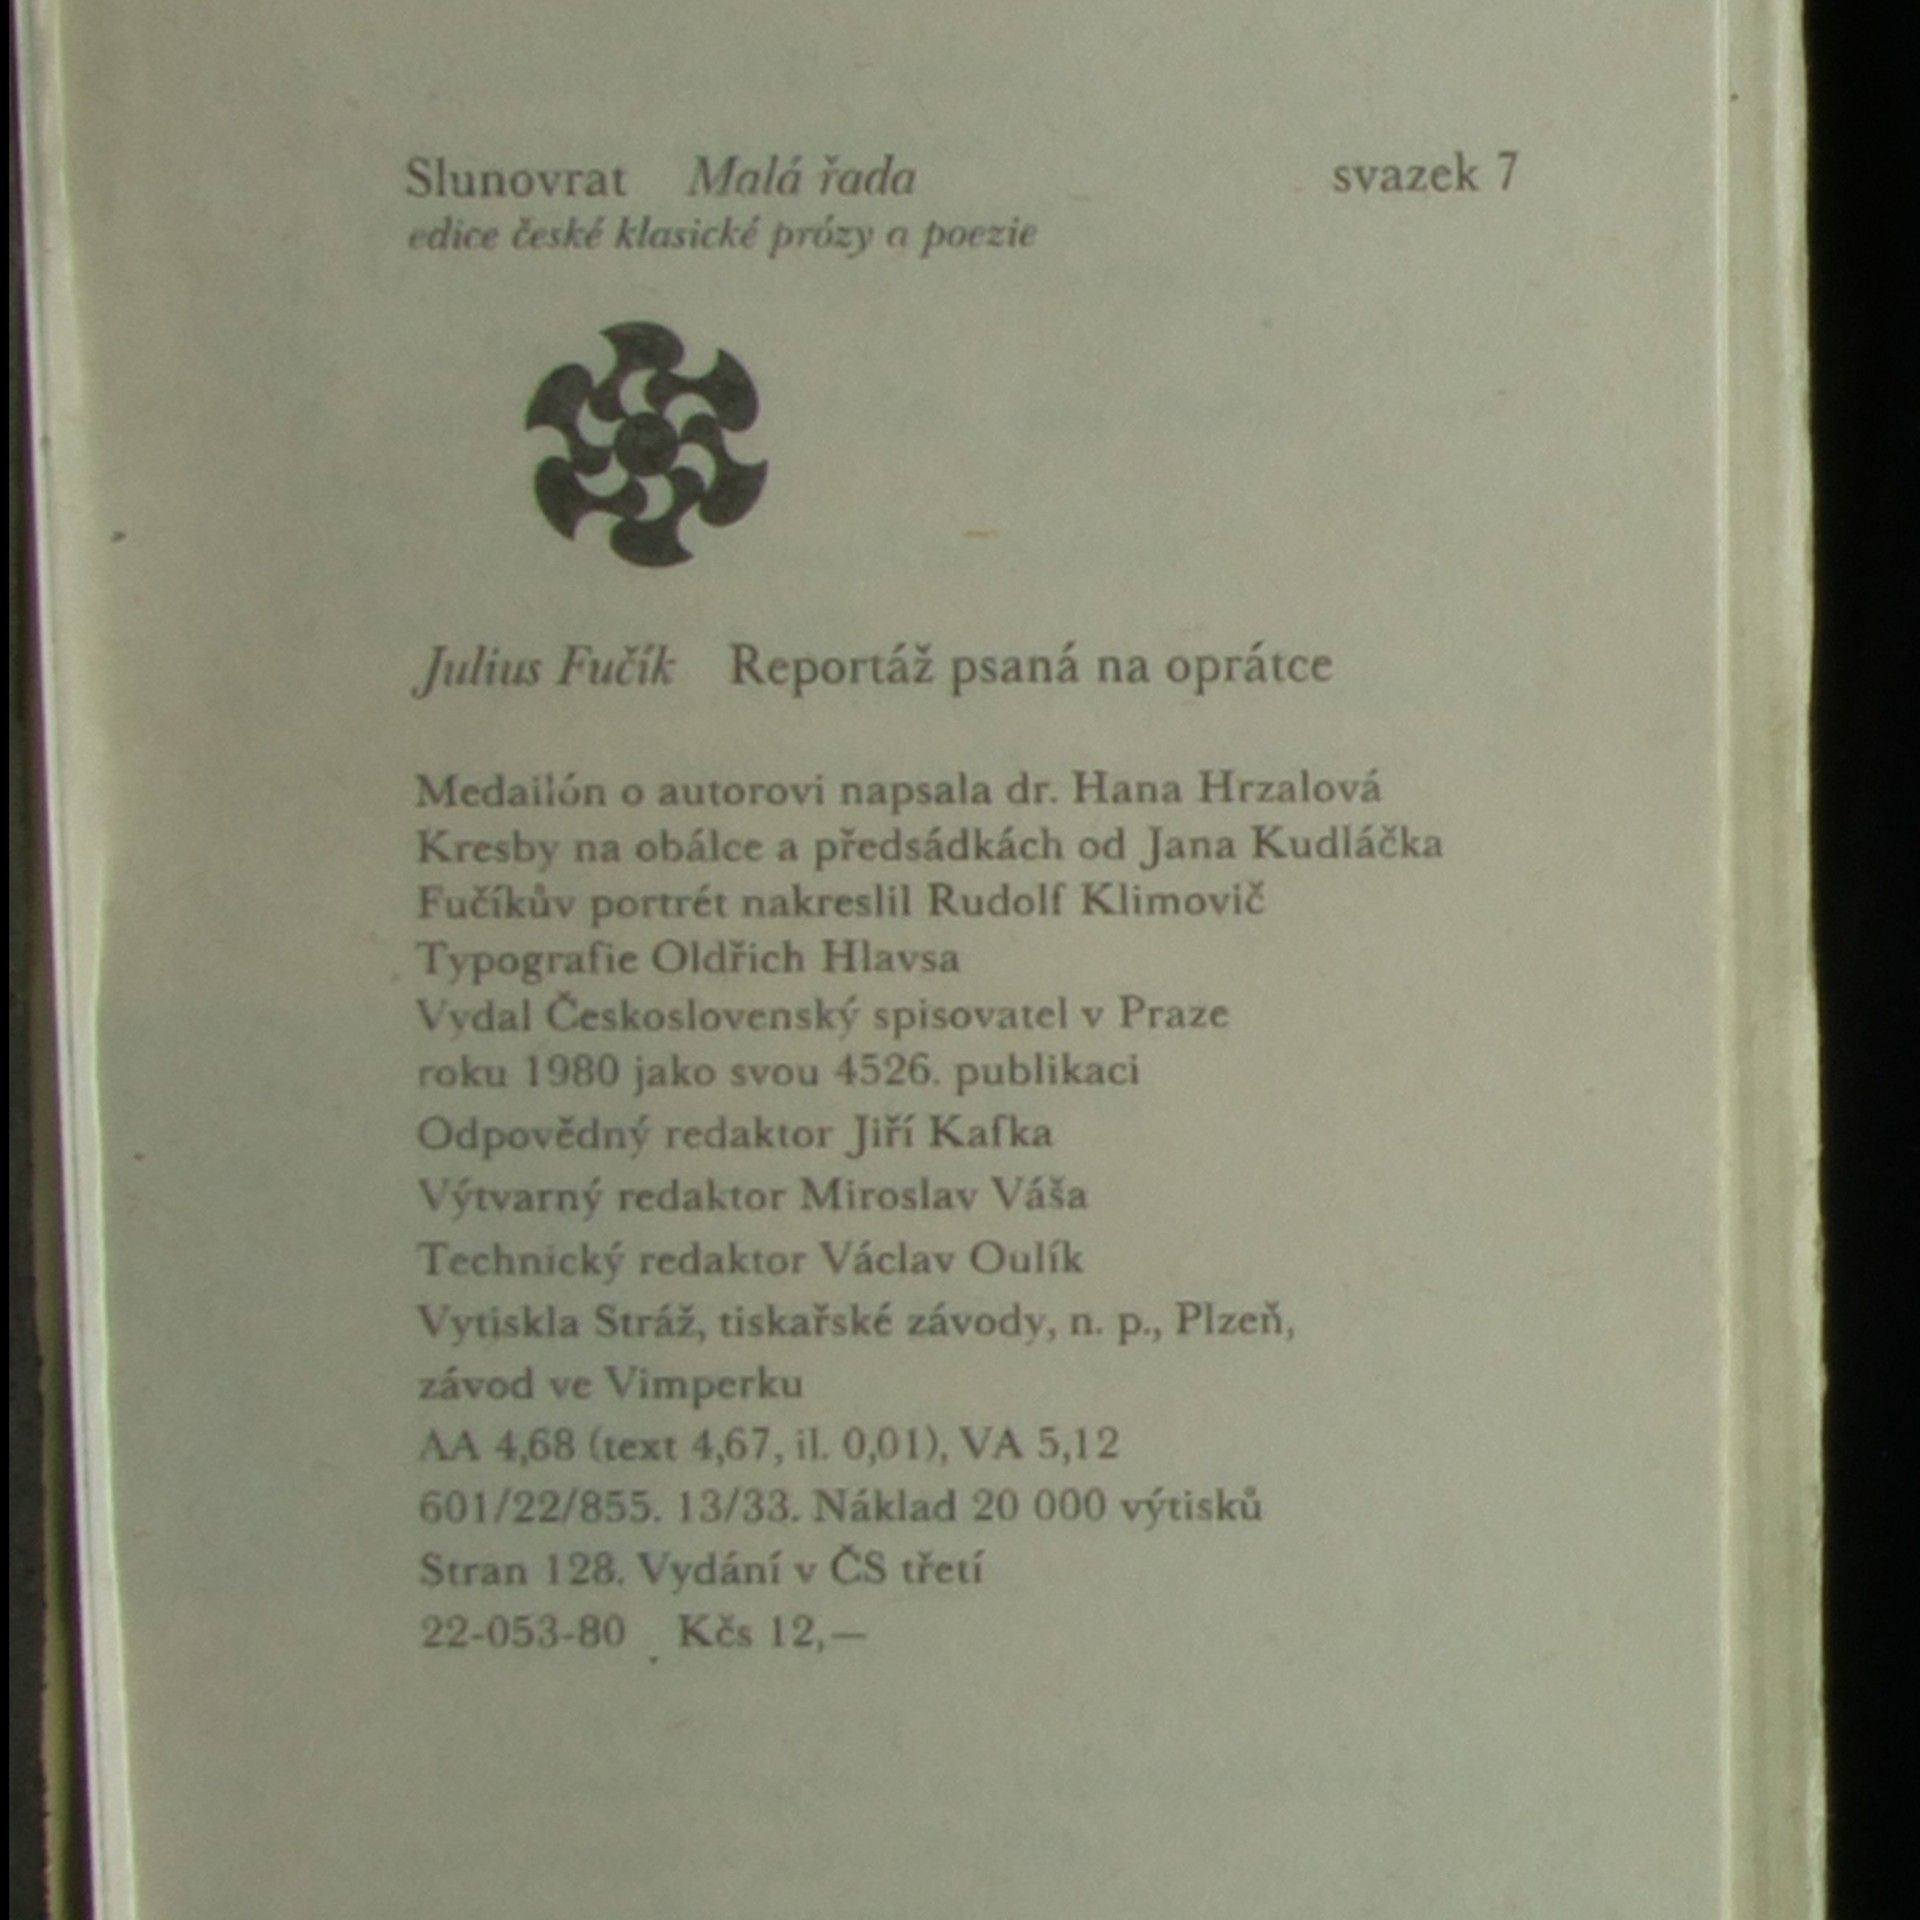 Slunovrat Malá řada svazek 7
edice české klasické prózy a poezie
Julius Fučík Reportáž psaná na oprátce
Medailón o autorovi napsala dr. Hana Hrzalová
Kresby na obálce a předsádkách od Jana Kudláčka
Fučíkův portrét nakreslil Rudolf Klimovič
Typografie Oldřich Hlavsa
Vydal Československý spisovatel v Praze
roku 1980 jako svou 4526. publikaci
Odpovědný redaktor Jiří Kafka
Výtvarný redaktor Miroslav Váša
Technický redaktor Václav Oulík
Vytiskla Stráž, tiskařské závody, n. p., Plzeň,
závod ve Vimperku
AA 4,68 (text 4,67, il. 0,01), VA 5,12
601/22/855. 13/33. Náklad 20 000 výtisků
Stran 128. Vydání v ČS třetí
22-053-80 Kčs 12,—